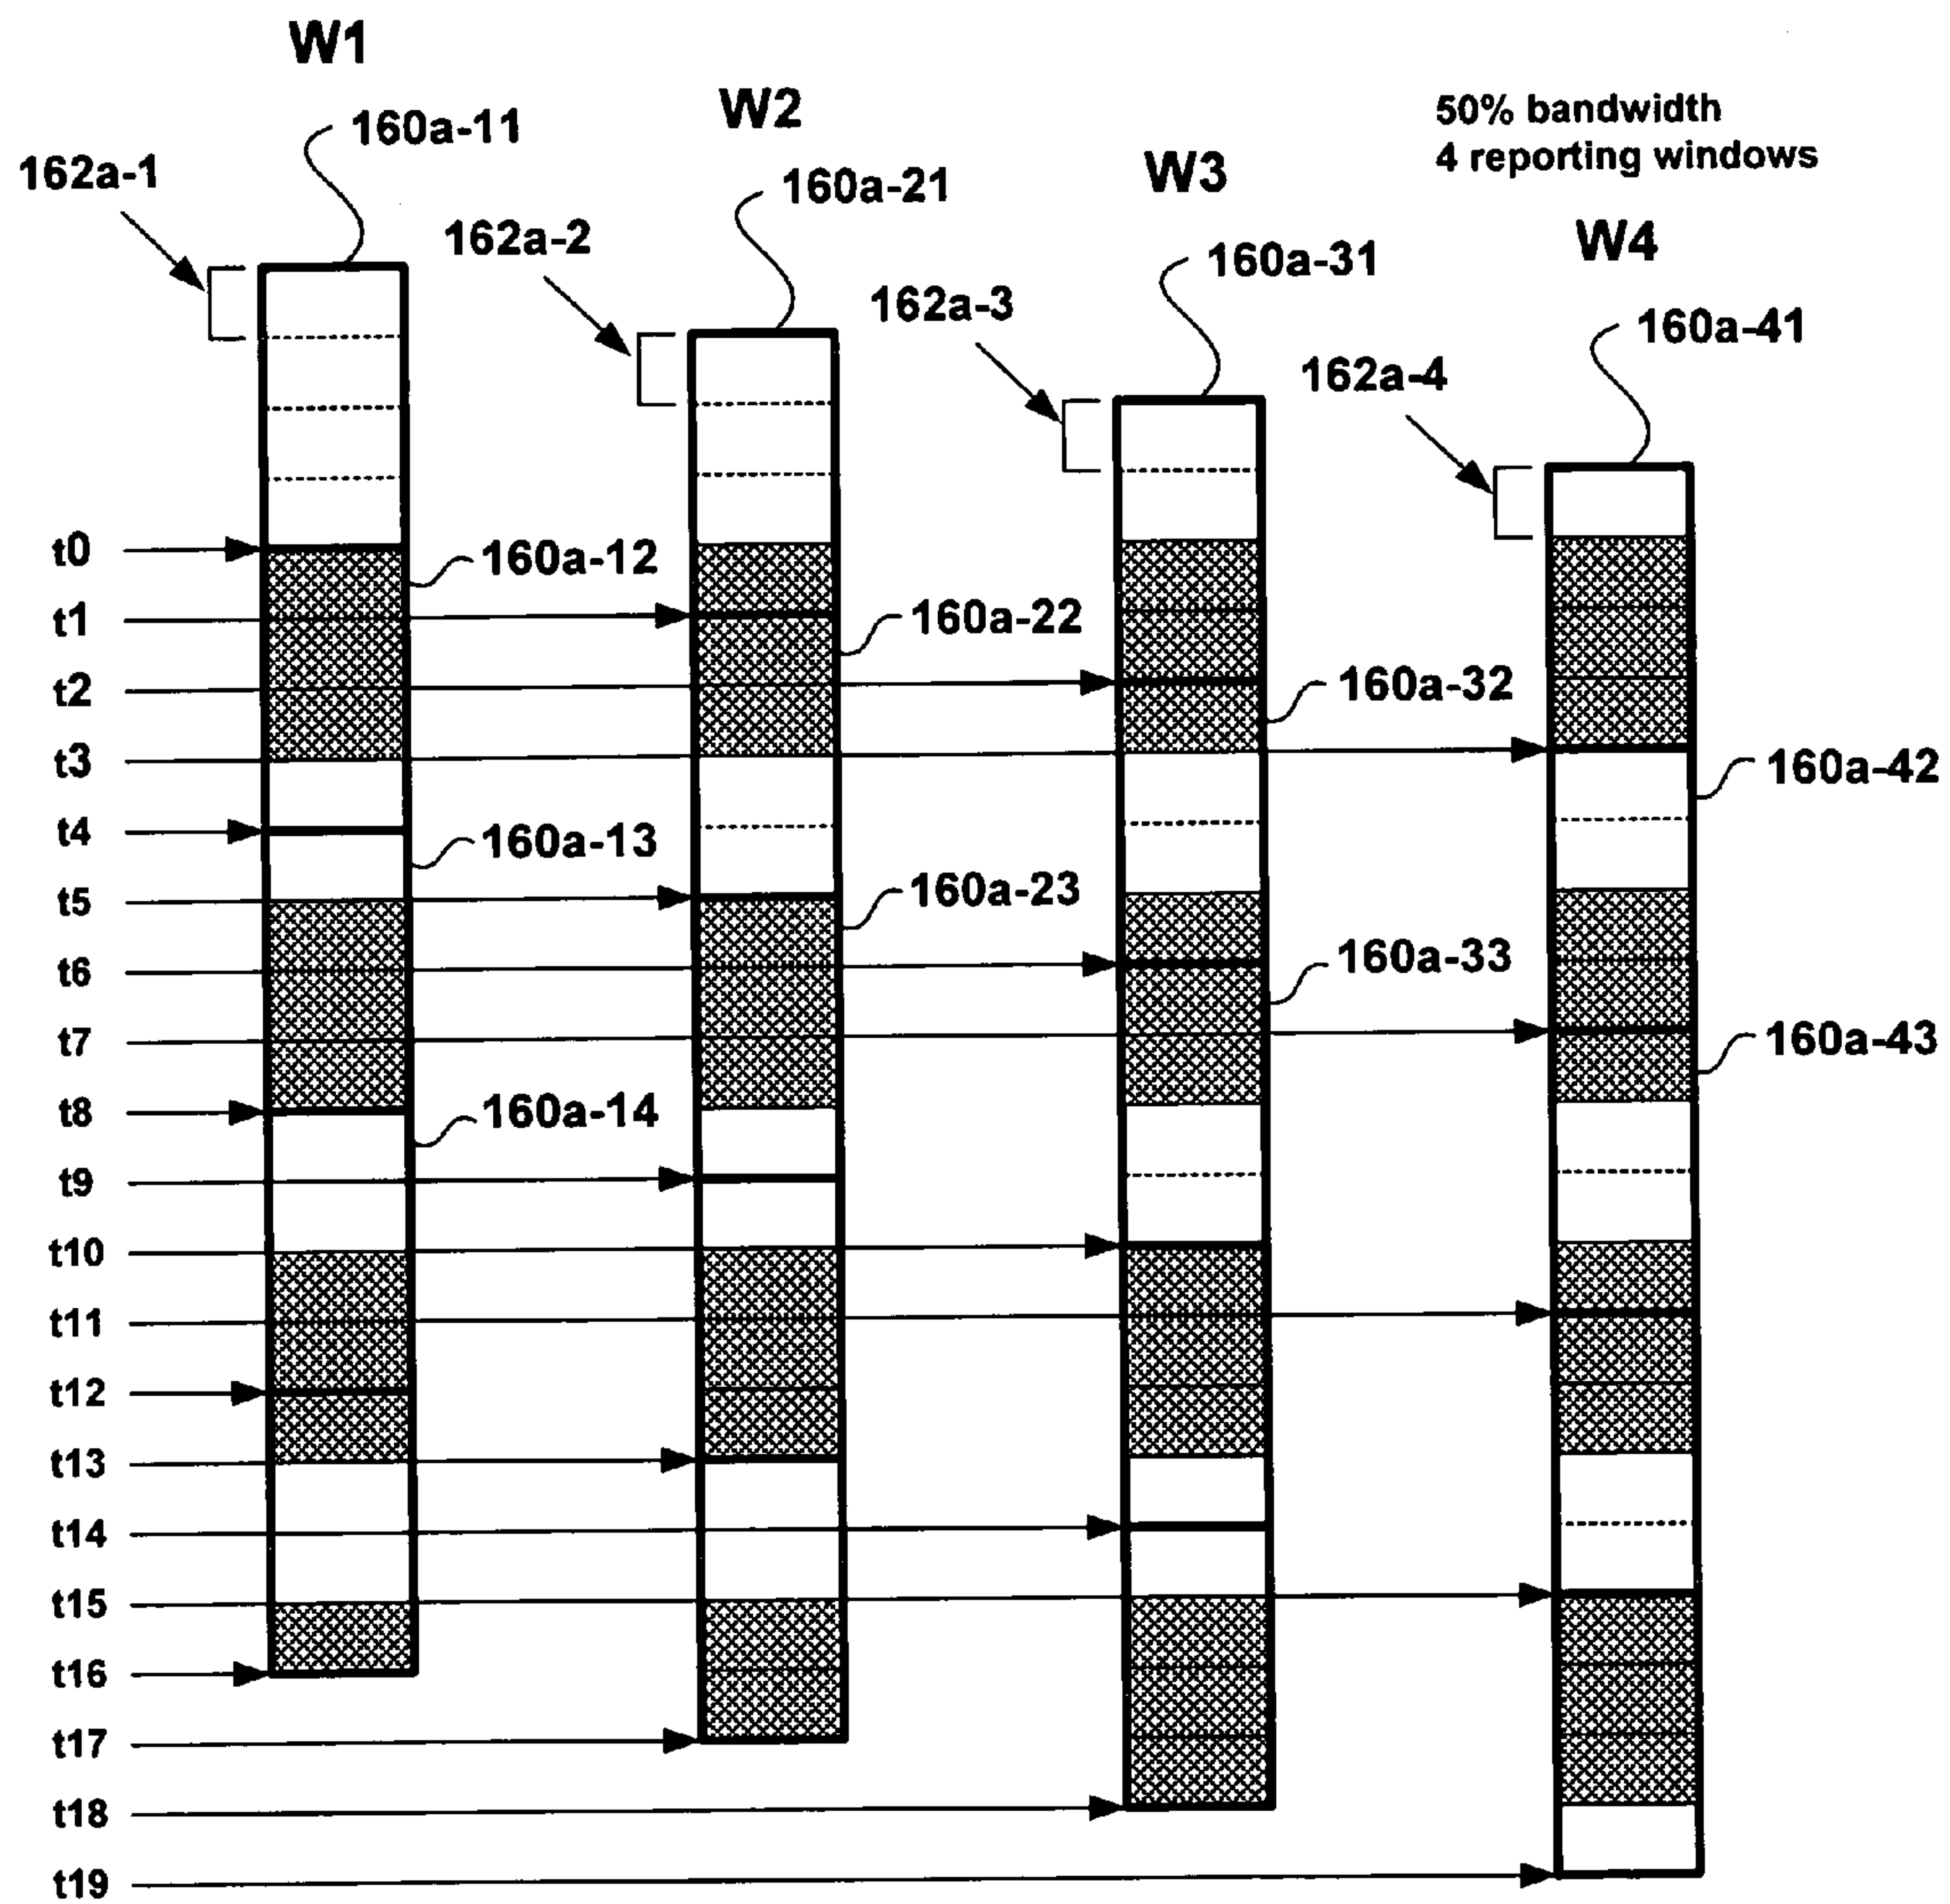 W1
160a-11
W2
50% bandwidth
4 reporting windows
162a-1
160a-21
W3
162a-2
160a-31
W4
162a-3
160a-41
162a-4
t0
160a-12
t1
160a-22
t2
160a-32
t3
160a-42
t4
160a-13
t5
160a-23
t6
160a-33
t7
160a-43
t8
160a-14
t9
t10
t11
t12
t13
t14
t15
t16
t17
t18
t19